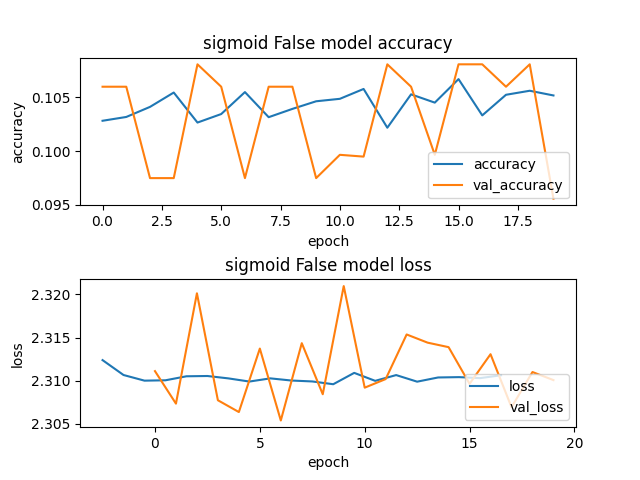 sigmoid False model accuracy
0.105
0.100
0.095
accuracy
accuracy
val_accuracy
0.0 2.5 5.0 7.5 10.0 12.5 15.0 17.5
epoch
sigmoid False model loss
2.320
2.315
2.310
2.305
loss
loss
val_loss
0 5 10 15 20
epoch